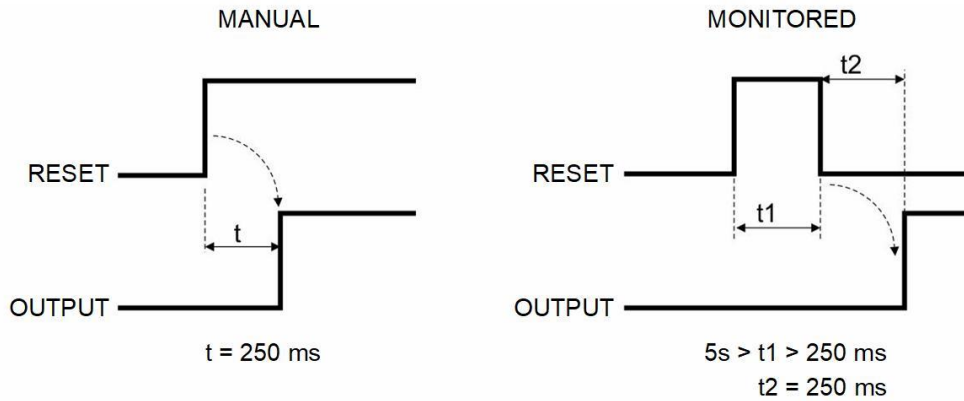 MANUAL
RESET
t
OUTPUT
t = 250 ms
MONITORED
t2
RESET
t1
OUTPUT
5s > t1 > 250 ms
t2 = 250 ms